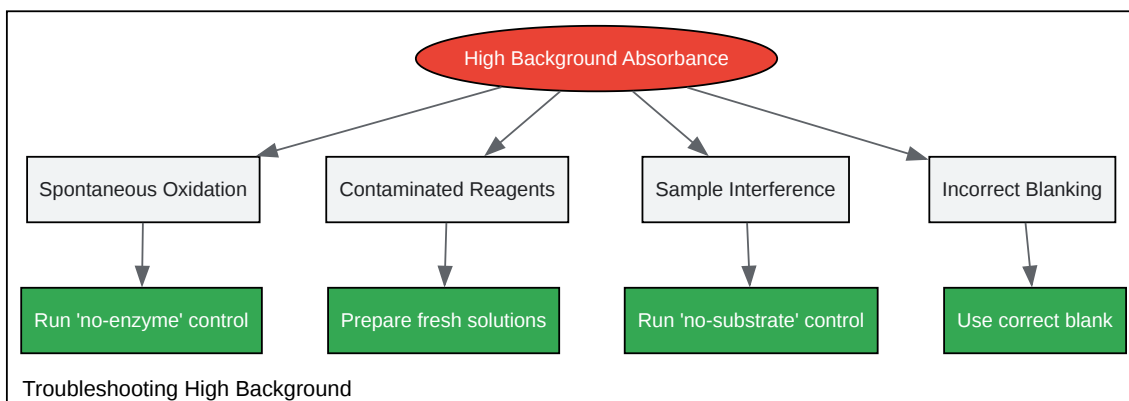 High Background Absorbance
Spontaneous Oxidation
Contaminated Reagents
Sample Interference
Incorrect Blanking
Run 'no-enzyme' control
Prepare fresh solutions
Run 'no-substrate' control
Use correct blank
Troubleshooting High Background